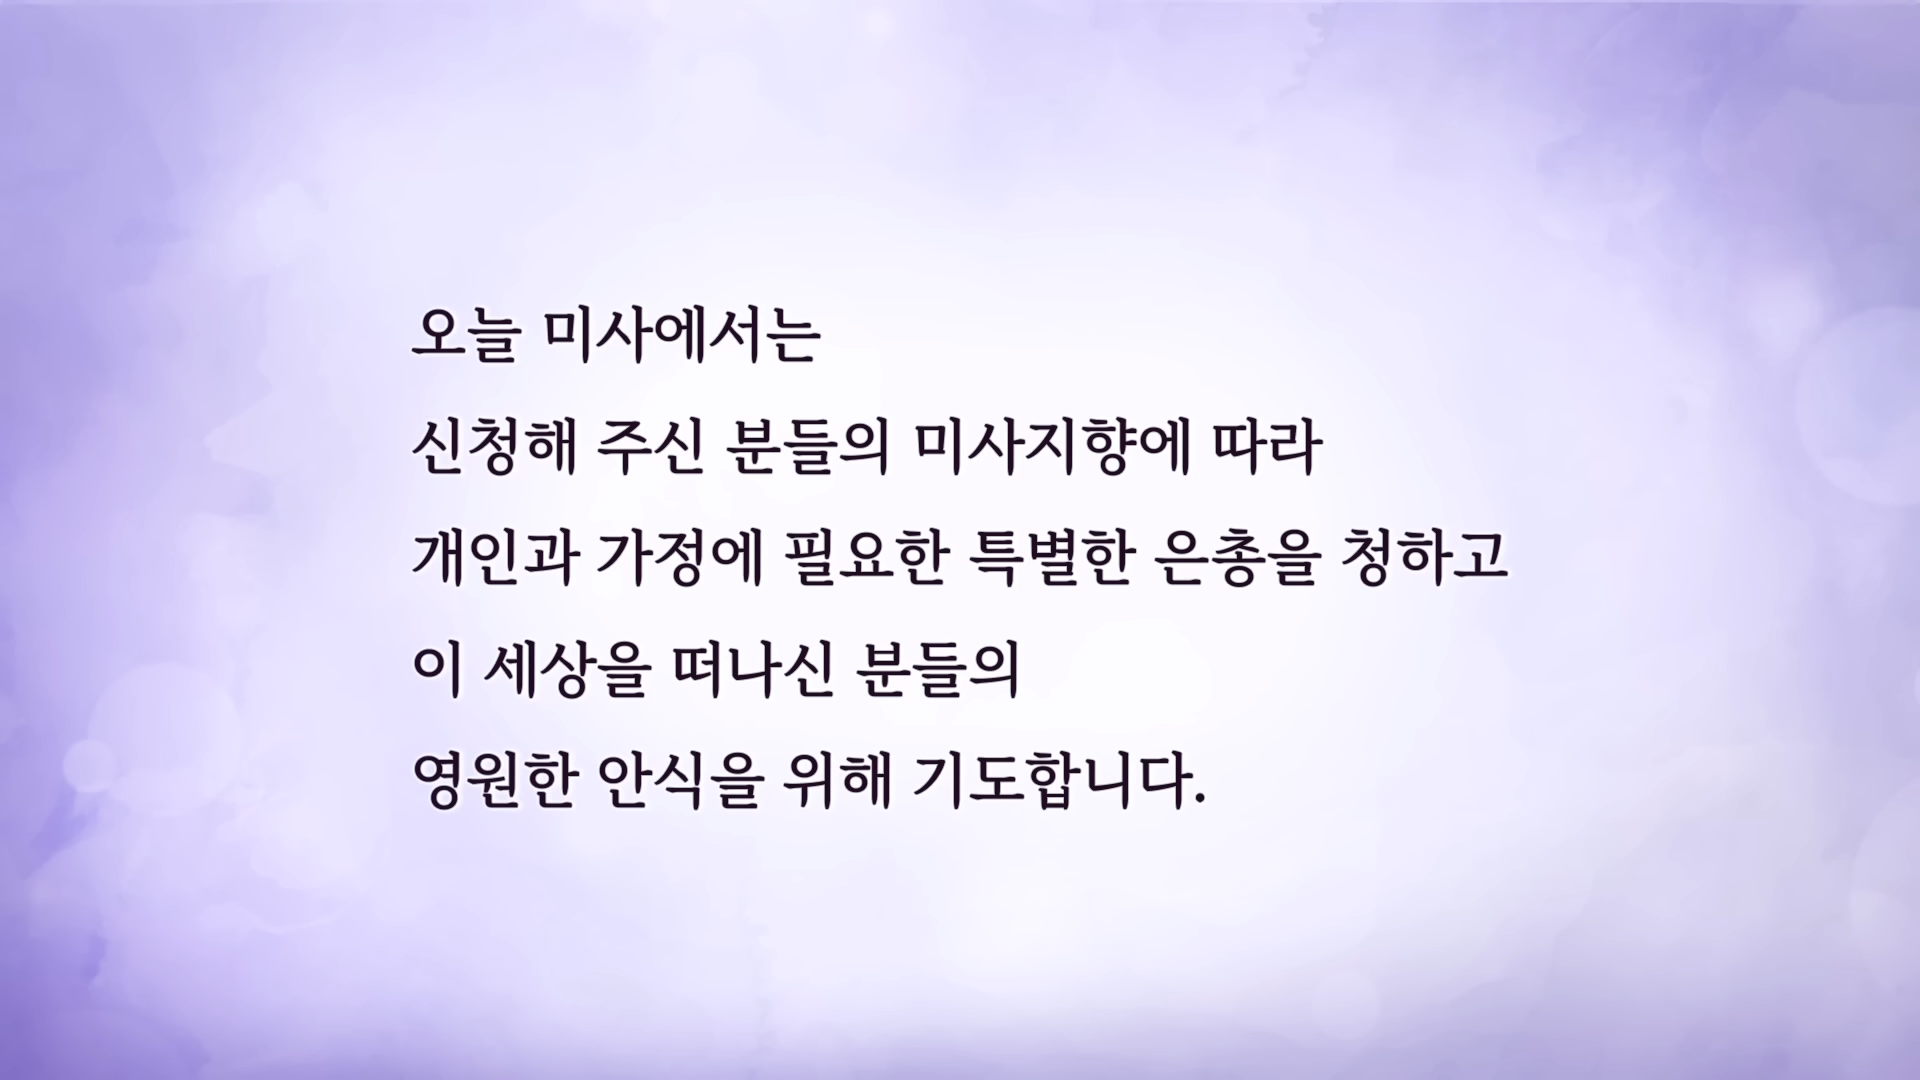 오늘 미사에서는
신청해 주신 분들의 미사지향에 따라
개인과 가정에 필요한 특별한 은총을 청하고
이 세상을 떠나신 분들의
영원한 안식을 위해 기도합니다.